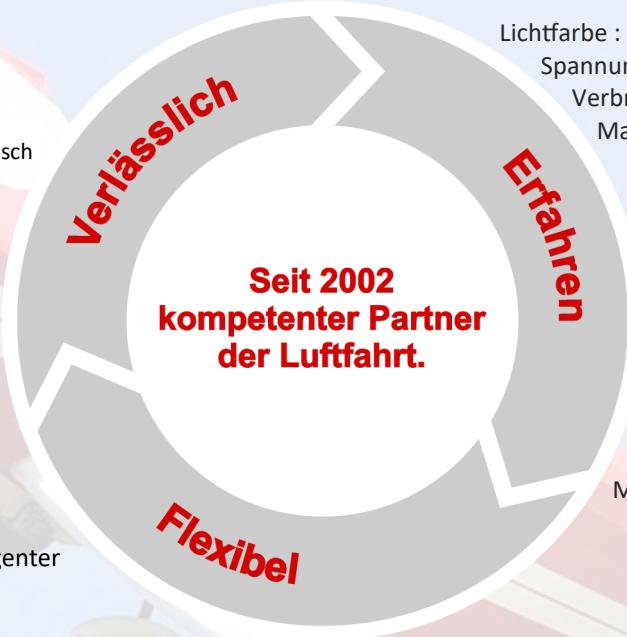 Lichtfarbe :
Verlässlich
Erfahren
Seit 2002
kompetenter Partner
der Luftfahrt.
Flexibel